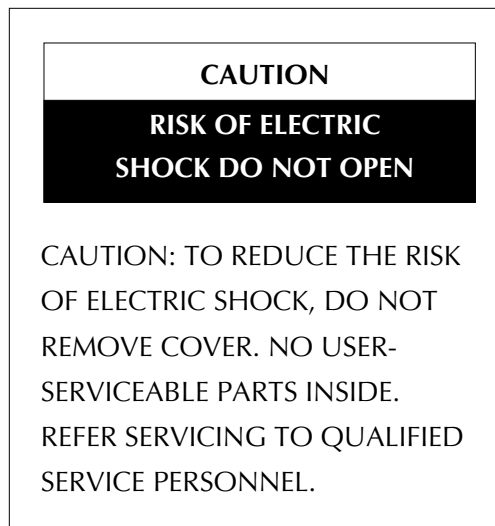 CAUTION
RISK OF ELECTRIC
SHOCK DO NOT OPEN
CAUTION: TO REDUCE THE RISK
OF ELECTRIC SHOCK, DO NOT
REMOVE COVER. NO USER-
SERVICEABLE PARTS INSIDE.
REFER SERVICING TO QUALIFIED
SERVICE PERSONNEL.